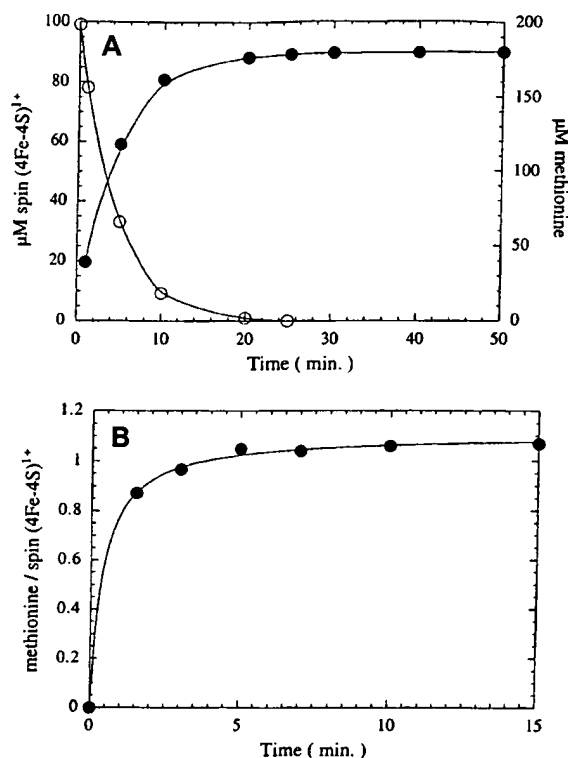 A
100
80
60
40
20
0
µM spin (4Fe-4S)¹⁺
200
150
100
50
0
µM methionine
0 10 20 30 40 50
Time ( min. )
B
1.2
1
0.8
0.6
0.4
0.2
0
methionine / spin (4Fe-4S)¹⁺
0 5 10 15
Time ( min. )